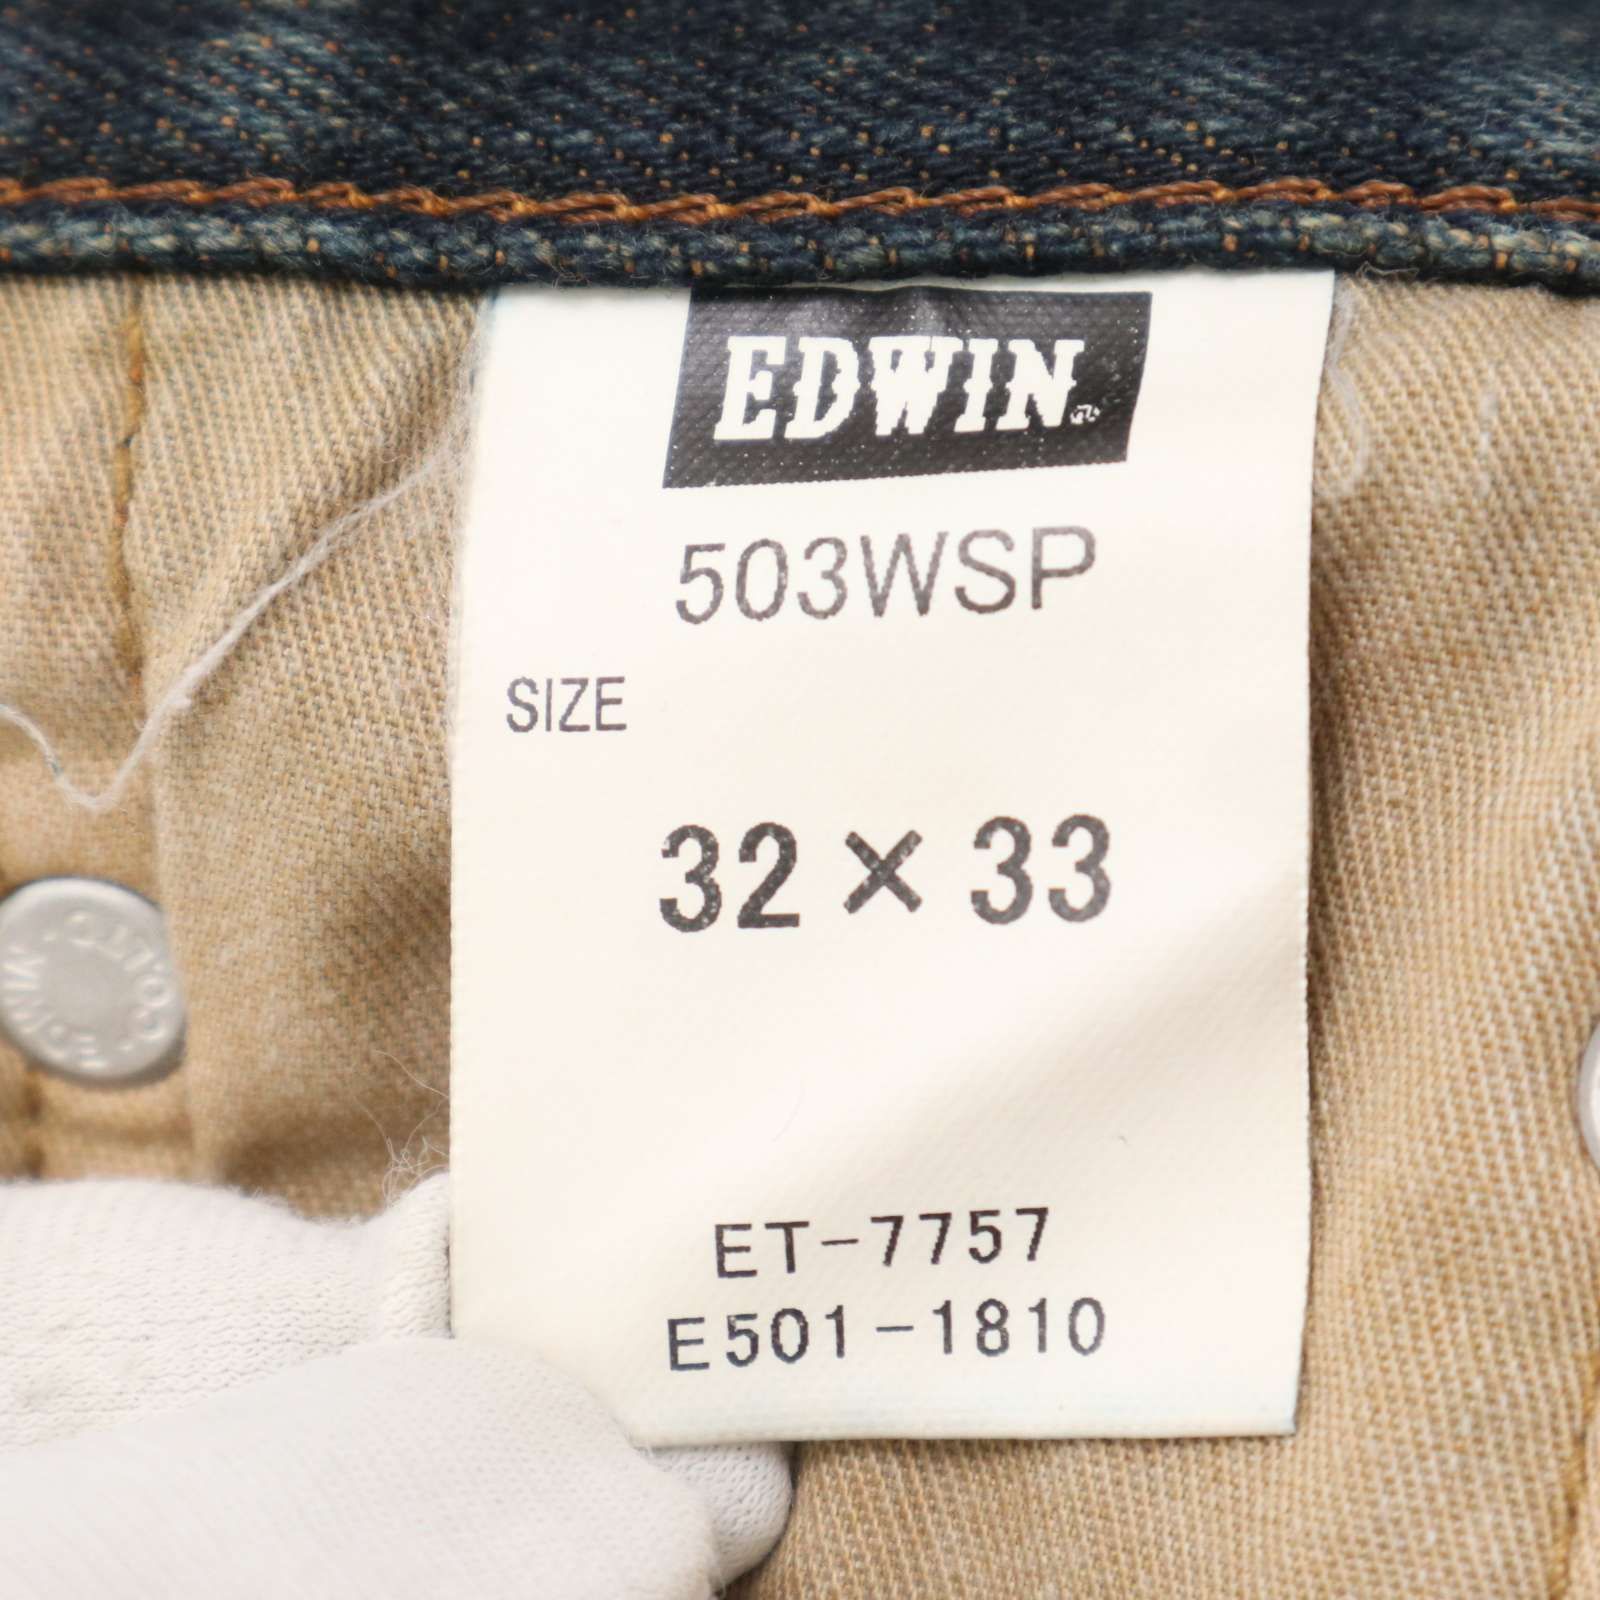 EDWIN
503WSP
SIZE
32 × 33
ET-7757
E501-1810